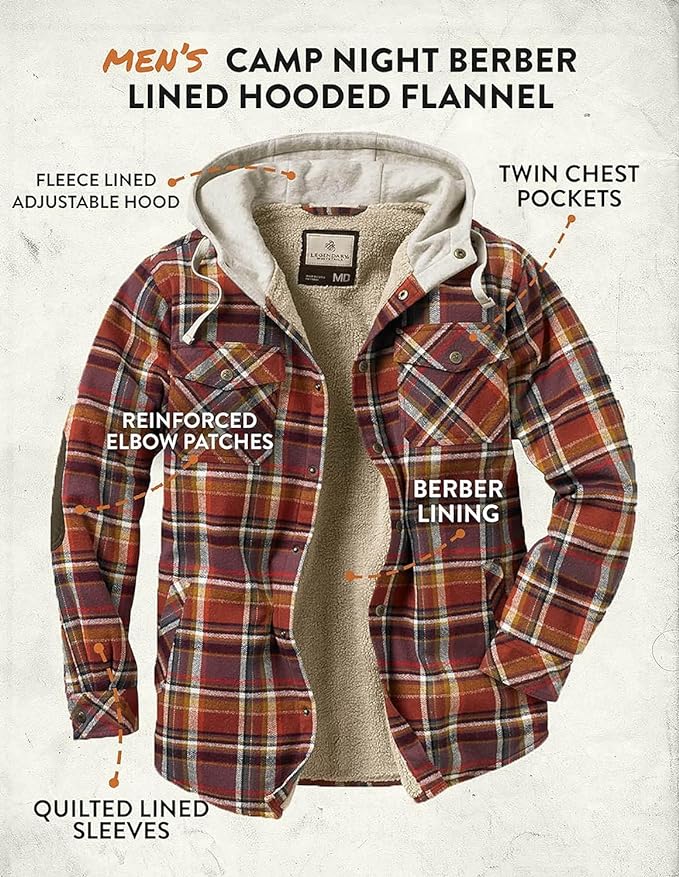 MEN'S CAMP NIGHT BERBER
LINED HOODED FLANNEL
FLEECE LINED
ADJUSTABLE HOOD
TWIN CHEST
POCKETS
LEGENDARY
MD
REINFORCED
ELBOW PATCHES
BERBER
LINING
QUILTED LINED
SLEEVES